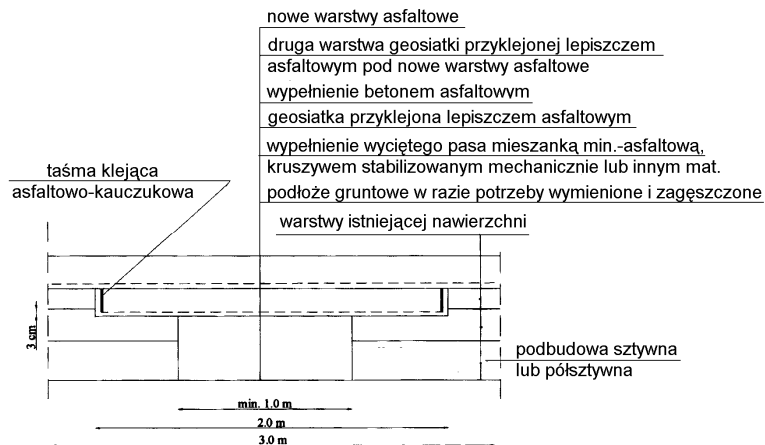 nowe warstwy asfaltowe
druga warstwa geosiatki przyklejonej lepiszczem
asfaltowym pod nowe warstwy asfaltowe
wypełnienie betonem asfaltowym
geosiatka przyklejona lepiszczem asfaltowym
wypełnienie wyciętego pasa mieszanką min.-asfaltową,
kruszywem stabilizowanym mechanicznie lub innym mat.
podłoże gruntowe w razie potrzeby wymienione i zagęszczone
warstwy istniejącej nawierzchni
taśma klejąca
asfaltowo-kauczukowa
3 cm
podbudowa sztywna
lub półsztywna
min. 1.0 m
2.0 m
3.0 m